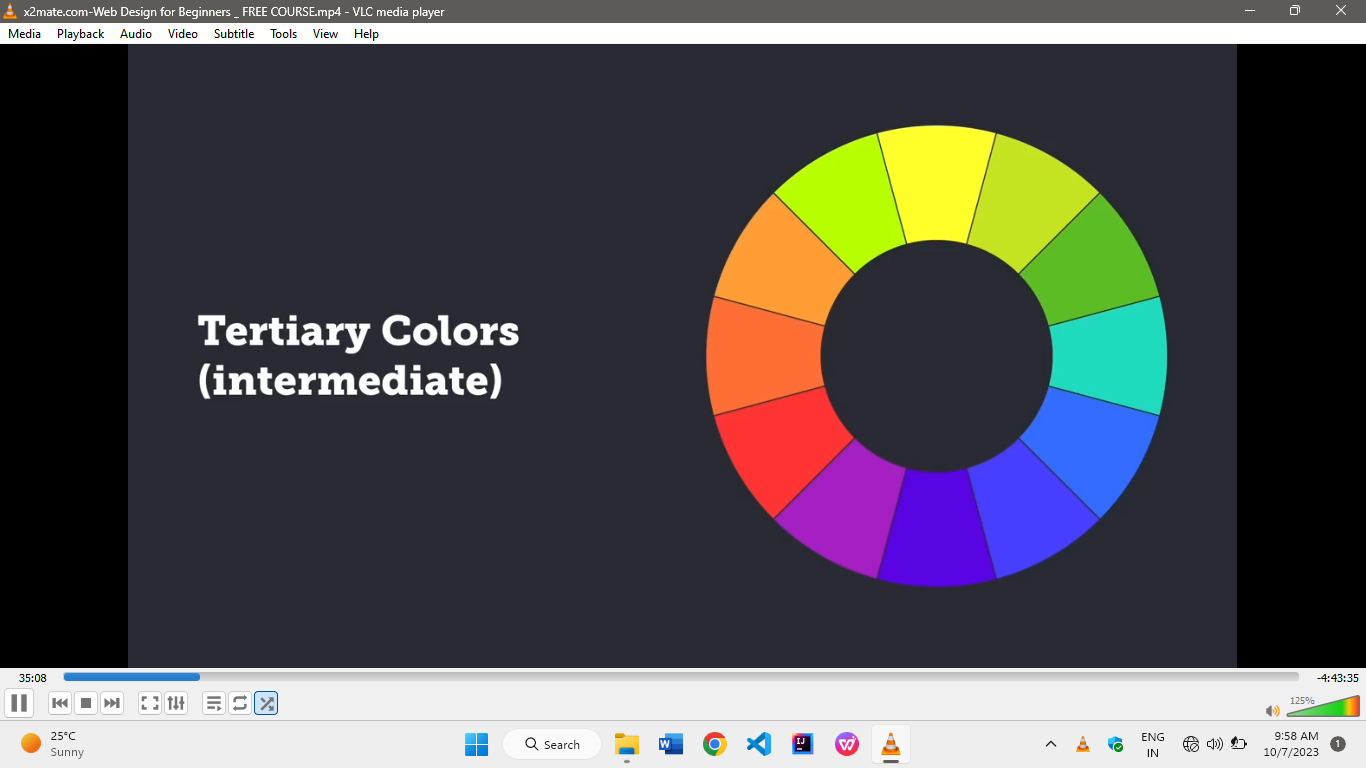 x2mate.com-Web Design for Beginners _ FREE COURSE.mp4 - VLC media player
Media Playback Audio Video Subtitle Tools View Help
Tertiary Colors
(intermediate)
35:08
-4:43:35
125%
25°C
Sunny
Search
ENG
IN
9:58 AM
10/7/2023
1